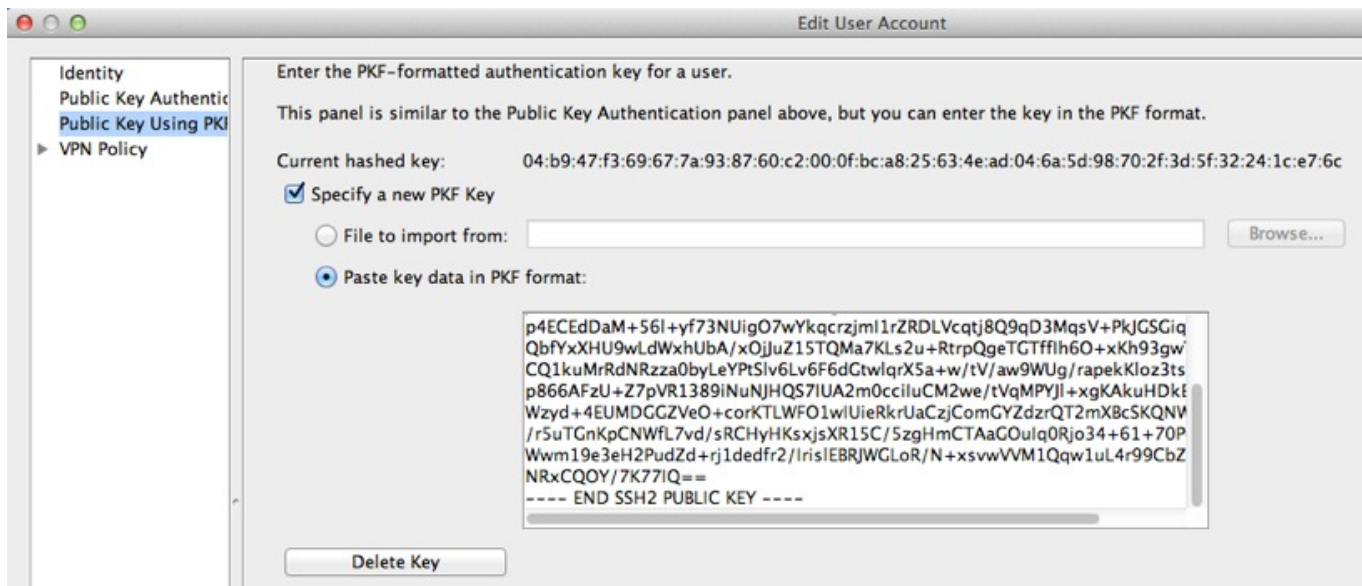 Edit User Account
Identity
Public Key Authentic
Public Key Using PKF
VPN Policy
Enter the PKF-formatted authentication key for a user.
This panel is similar to the Public Key Authentication panel above, but you can enter the key in the PKF format.
Current hashed key: 04:b9:47:f3:69:67:7a:93:87:60:c2:00:0f:bc:a8:25:63:4e:ad:04:6a:5d:98:70:2f:3d:5f:32:24:1c:e7:6c
Specify a new PKF Key
File to import from:
Browse...
Paste key data in PKF format:
p4ECEdDaM+56l+yf73NUigO7wYkqcrzjmI1rZRDLVcqtj8Q9qD3MqsV+PkJGSGiq
QbfYxXHU9wLdWxhUbA/xOjJuZ15TQMa7KLs2u+RtrpQgeTGTfflh6O+xKh93gw
CQ1kuMrRdNRzza0byLeYPtSlv6Lv6F6dGtwlqrX5a+w/tV/aw9WUg/rapekKloz3ts
p866AFzU+Z7pVR1389iNuNJHQS7IUA2m0cciluCM2we/tVqMPYJl+xgKAkuHDkE
Wzyd+4EUMDGGZVeO+corKTLWFO1wlUieRkrUaCzjComGYZdzrQT2mXBcSKQNW
/r5uTGnKpCNWfL7vd/sRCHyHKsxjsXR15C/5zgHmCTAaGOulq0Rjo34+61+70P
Wwm19e3eH2PudZd+rj1dedfr2/IrislEBRJWGLoR/N+xsvwVVM1Qqw1uL4r99CbZ
NRxCQOY/7K77IQ==
---- END SSH2 PUBLIC KEY ----
Delete Key